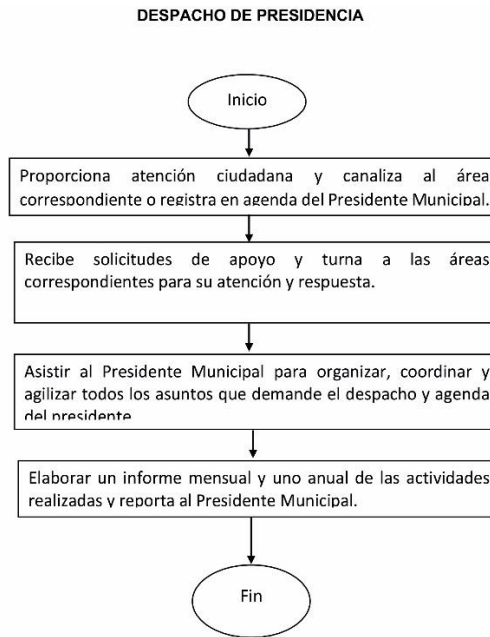 DESPACHO DE PRESIDENCIA
Inicio
Proporciona atención ciudadana y canaliza al área
correspondiente o registra en agenda del Presidente Municipal.
Recibe solicitudes de apoyo y turna a las áreas
correspondientes para su atención y respuesta.
Asistir al Presidente Municipal para organizar, coordinar y
agilizar todos los asuntos que demande el despacho y agenda
del presidente
Elaborar un informe mensual y uno anual de las actividades
realizadas y reporta al Presidente Municipal.
Fin